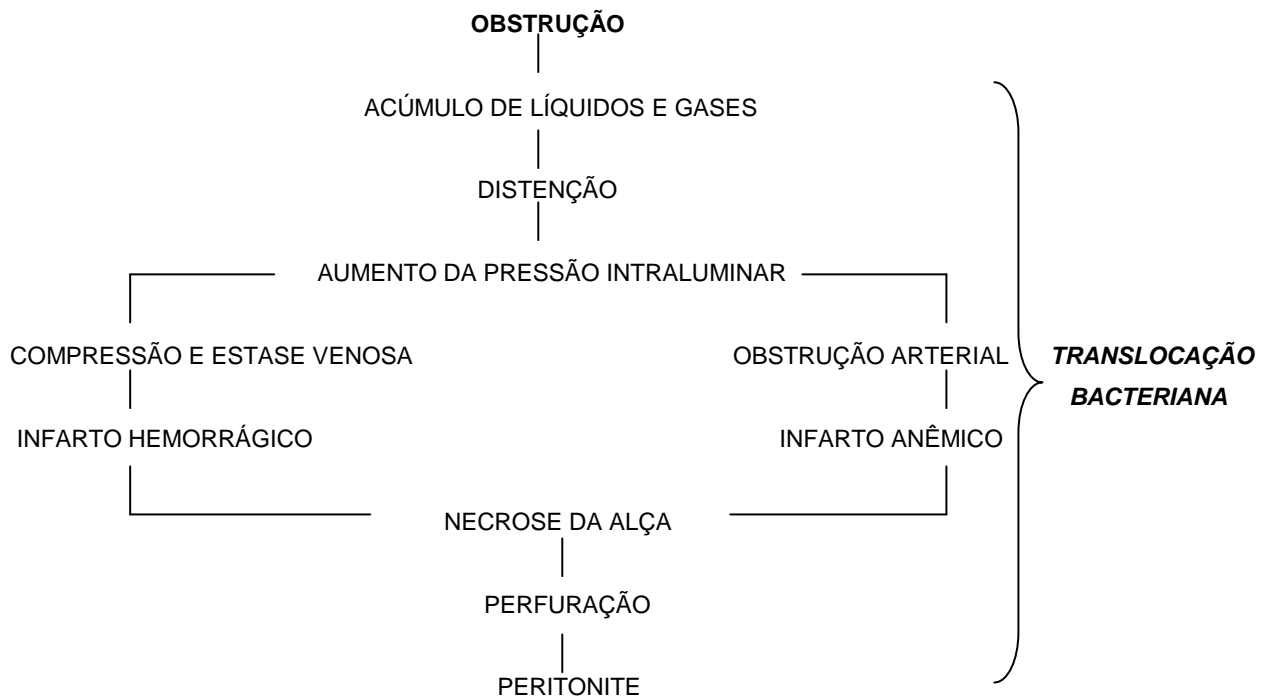 OBSTRUÇÃO
ACÚMULO DE LÍQUIDOS E GASES
DISTENÇÃO
AUMENTO DA PRESSÃO INTRALUMINAR
COMPRESSÃO E ESTASE VENOSA
OBSTRUÇÃO ARTERIAL
TRANSLOCAÇÃO
BACTERIANA
INFARTO HEMORRÁGICO
INFARTO ANÊMICO
NECROSE DA ALÇA
PERFURAÇÃO
PERITONITE